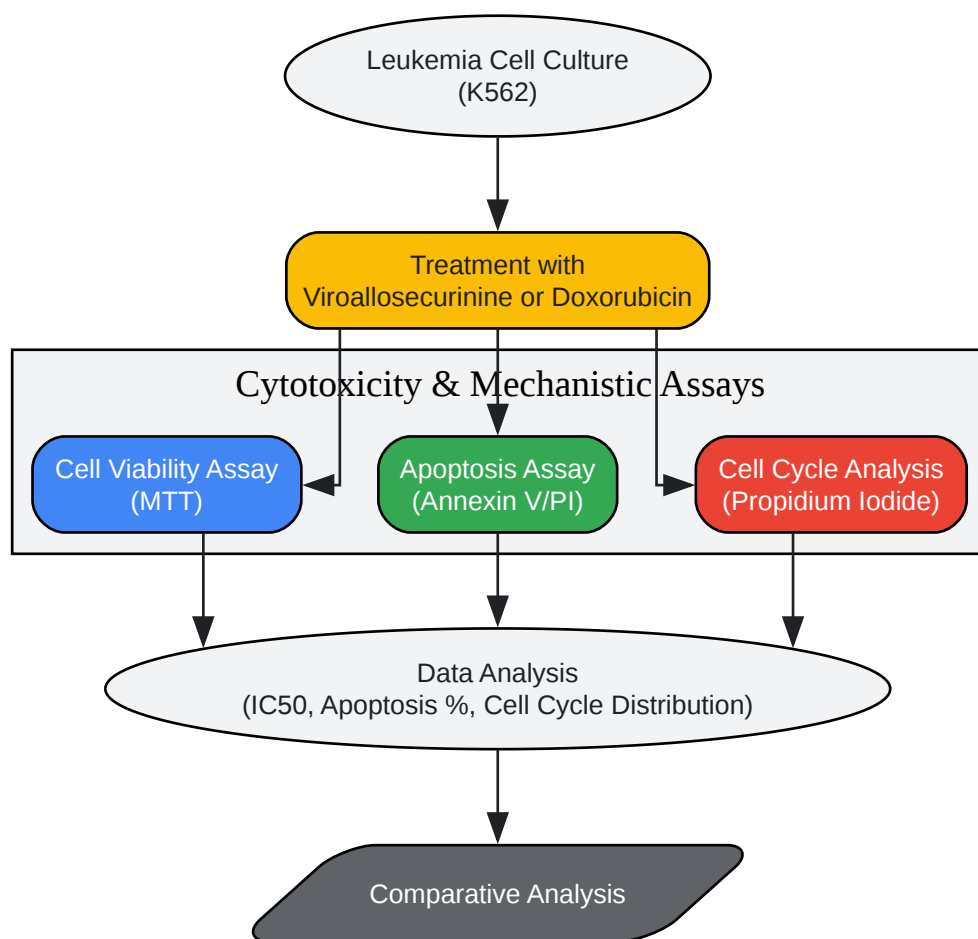 Leukemia Cell Culture
(K562)
Treatment with
Viroallosecurinine or Doxorubicin
Cytotoxicity & Mechanistic Assays
Cell Viability Assay
(MTT)
Apoptosis Assay
(Annexin V/PI)
Cell Cycle Analysis
(Propidium Iodide)
Data Analysis
(IC50, Apoptosis %, Cell Cycle Distribution)
Comparative Analysis